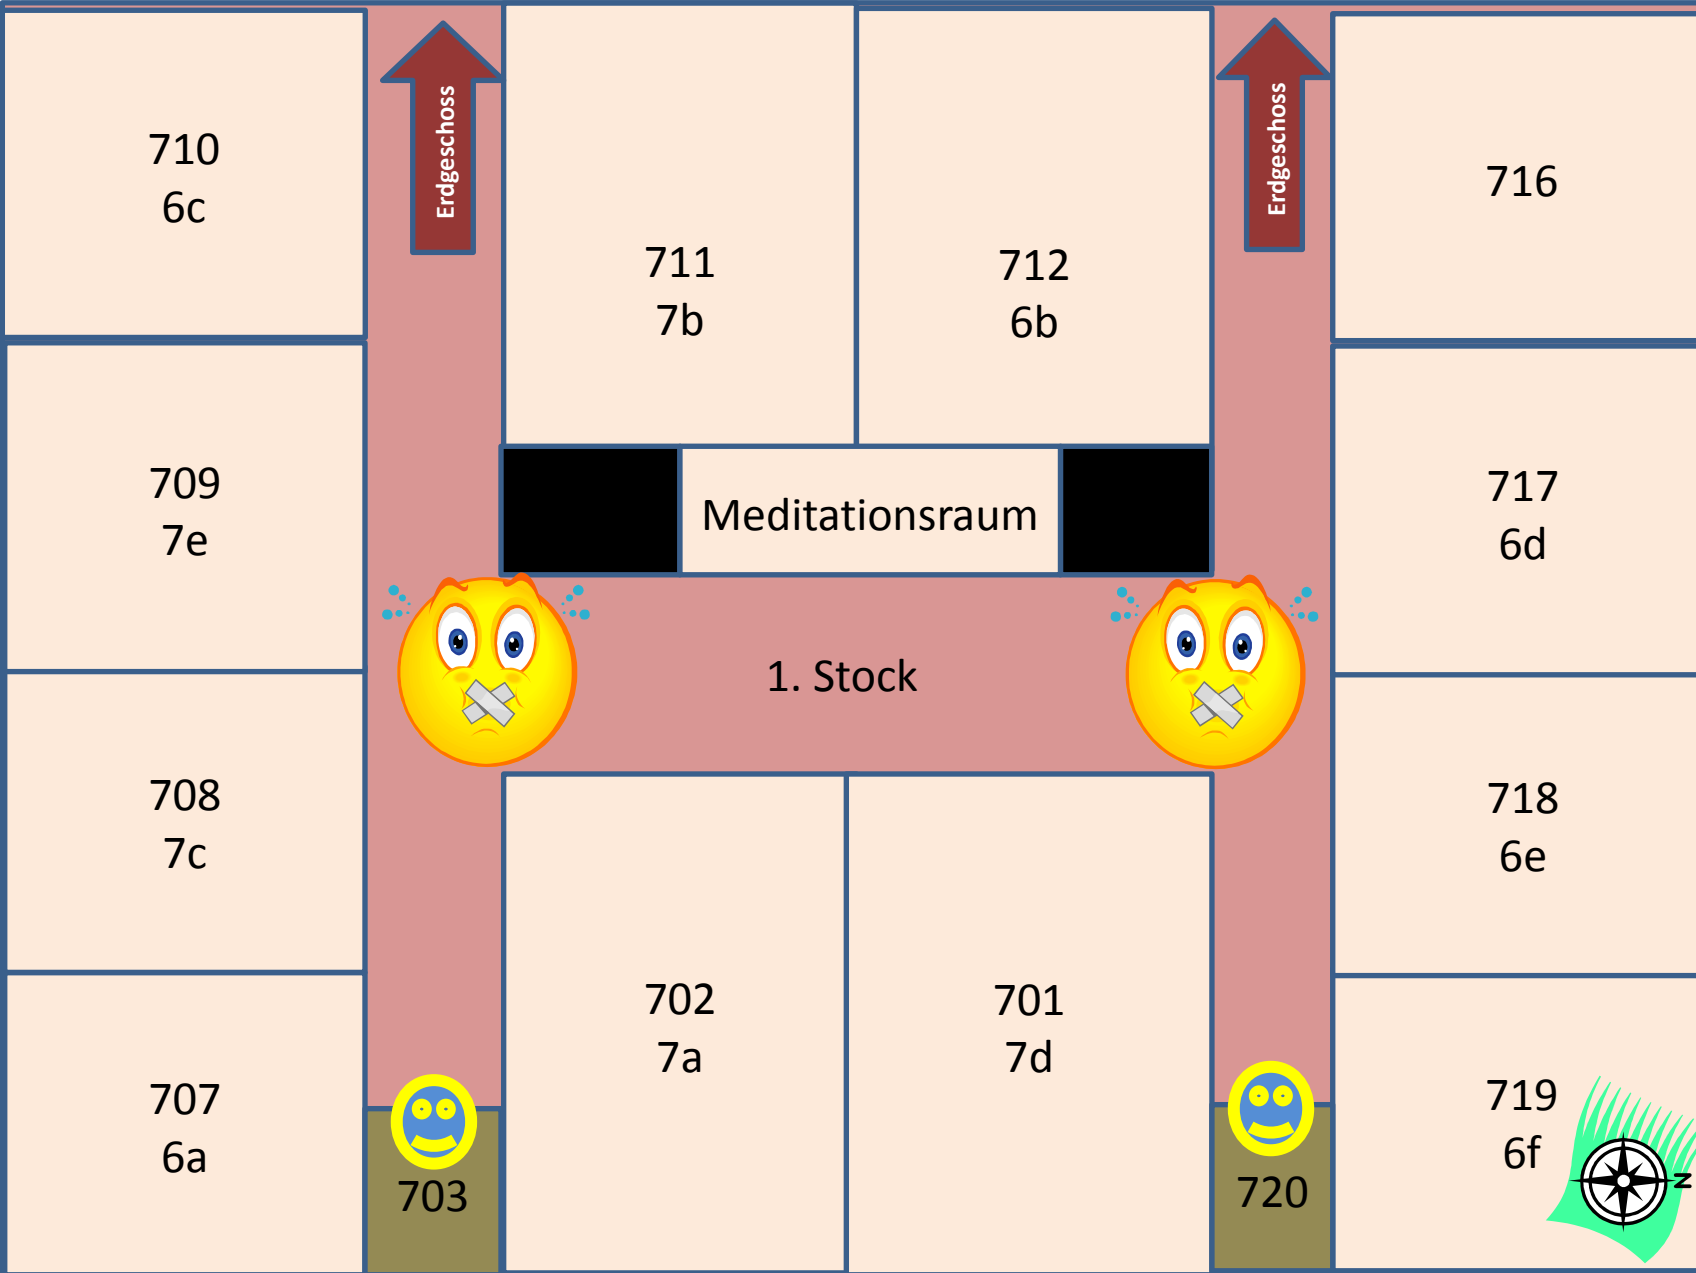 710
6c
Erdgeschoss
711
7b
712
6b
Erdgeschoss
716
709
7e
Meditationsraum
717
6d
1. Stock
708
7c
718
6e
707
6a
703
702
7a
701
7d
720
719
6f
N